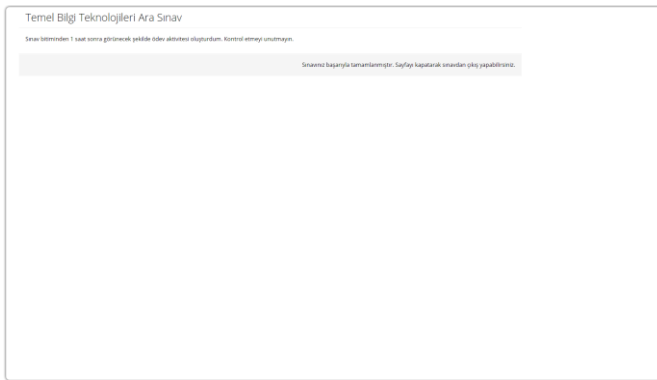 Temel Bilgi Teknolojileri Ara Sınav
Sınav bitiminden 1 saat sonra görünecek şekilde ödev aktivitesi oluşturdum. Kontrol etmeyi unutmayın.
Sınavınız başarıyla tamamlanmıştır. Sayfayı kapatarak sınavdan çıkış yapabilirsiniz.